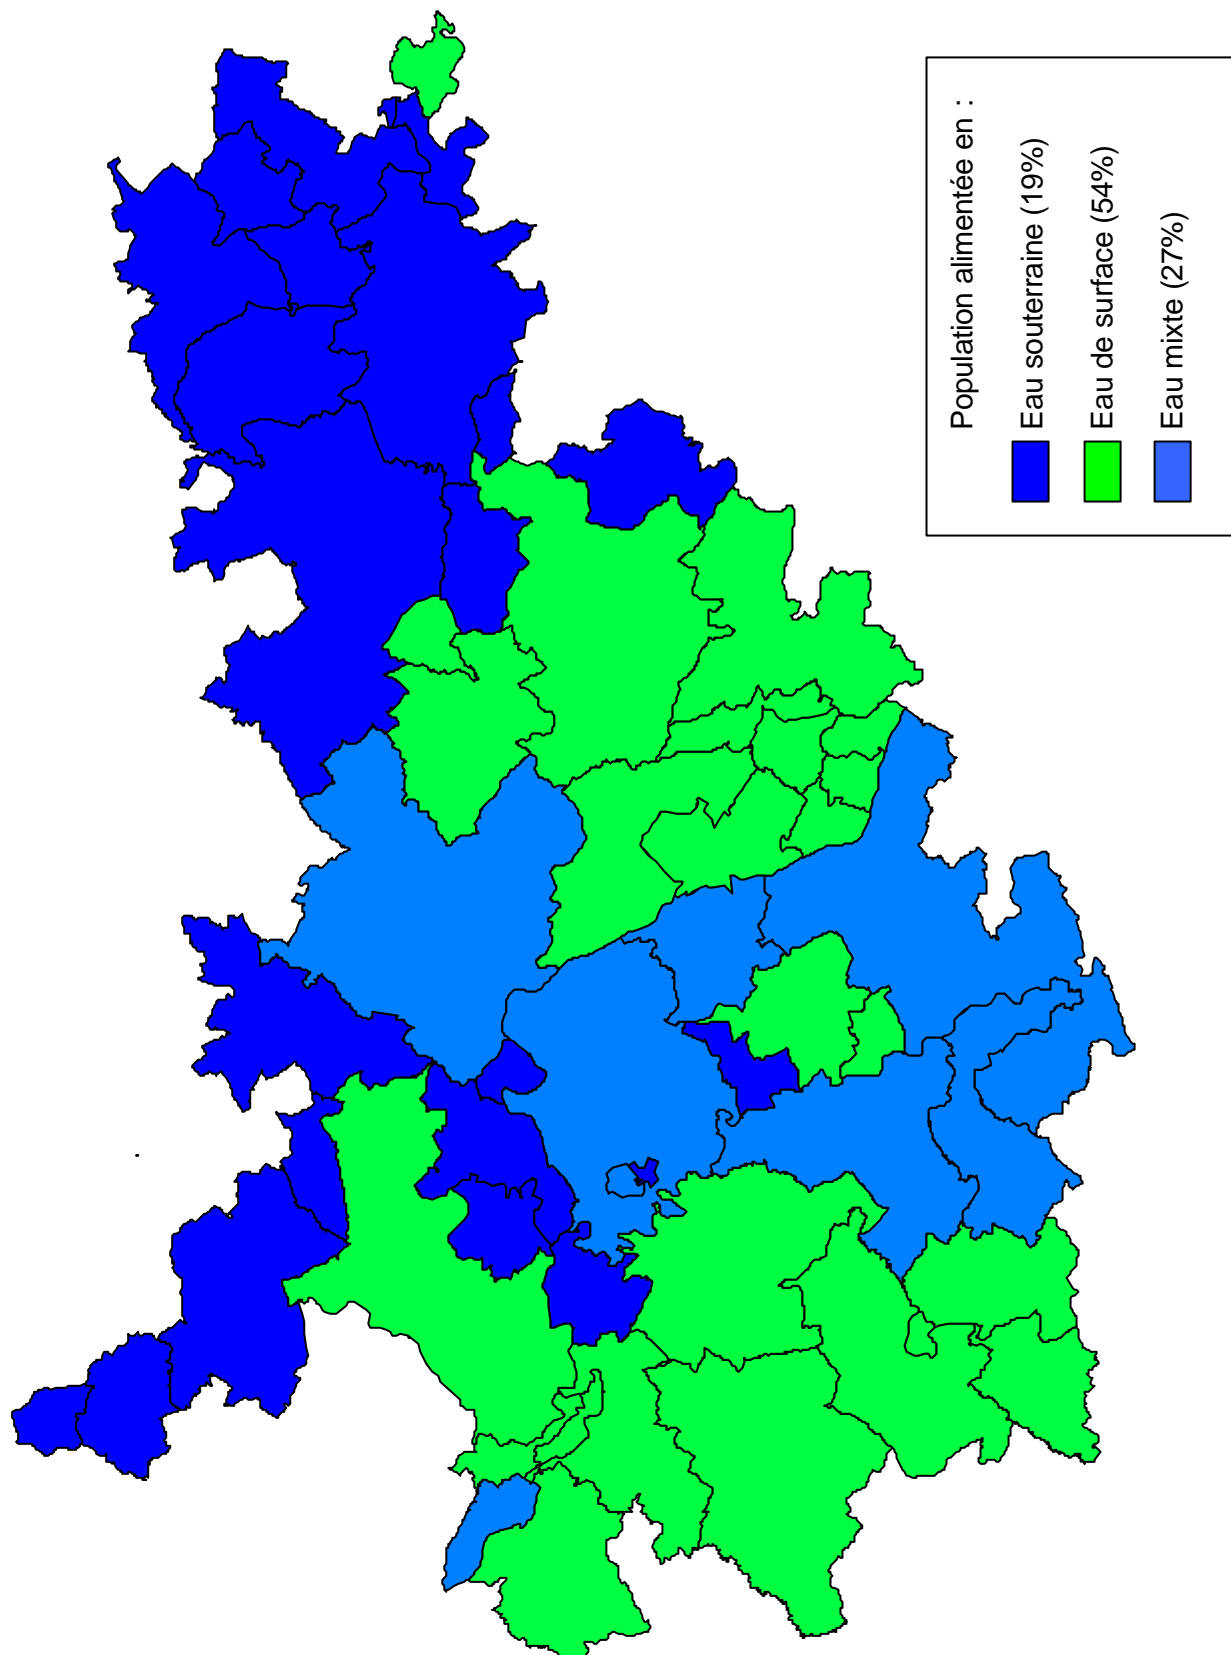 Population alimentée en :
Eau souterraine (19%)
Eau de surface (54%)
Eau mixte (27%)